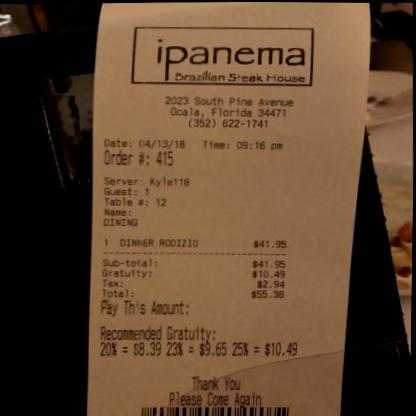 ipanema
Brazilian Steak House
2023 South Pine Avenue
Ocala, Florida 34471
(352) 622-1741
Date: 04/13/18 Time: 09:16 pm
Order #: 415
Server: Kyle118
Guest: 1
Table #: 12
Name:
DINING
1 DINNER RODIZIO $41.95
Sub-total: $41.95
Gratuity: $10.49
Tax: $2.94
Total: $55.38
Pay This Amount:
Recommended Gratuity:
20% = $8.39 23% = $9.65 25% = $10.49
Thank You
Please Come Again